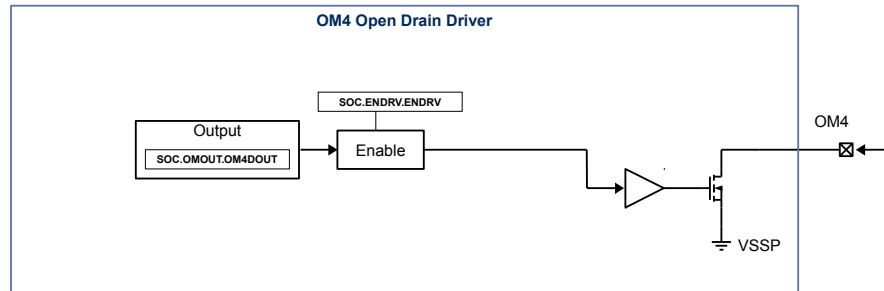 OM4 Open Drain Driver
SOC.ENDRV.ENDRV
Output
SOC.OMOUT.OM4DOUT
Enable
OM4
VSSP